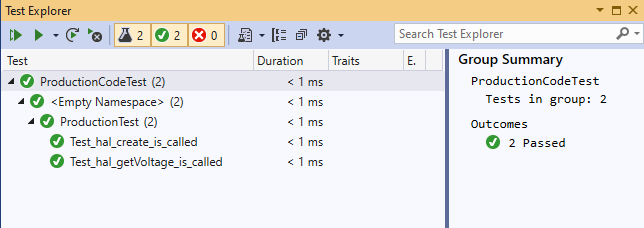 Test Explorer
2 2 0
Search Test Explorer
Test Duration Traits E.
ProductionCodeTest (2) < 1 ms
<Empty Namespace> (2) < 1 ms
ProductionTest (2) < 1 ms
Test_hal_create_is_called < 1 ms
Test_hal_getVoltage_is_called < 1 ms
Group Summary
ProductionCodeTest
Tests in group: 2
Outcomes
2 Passed